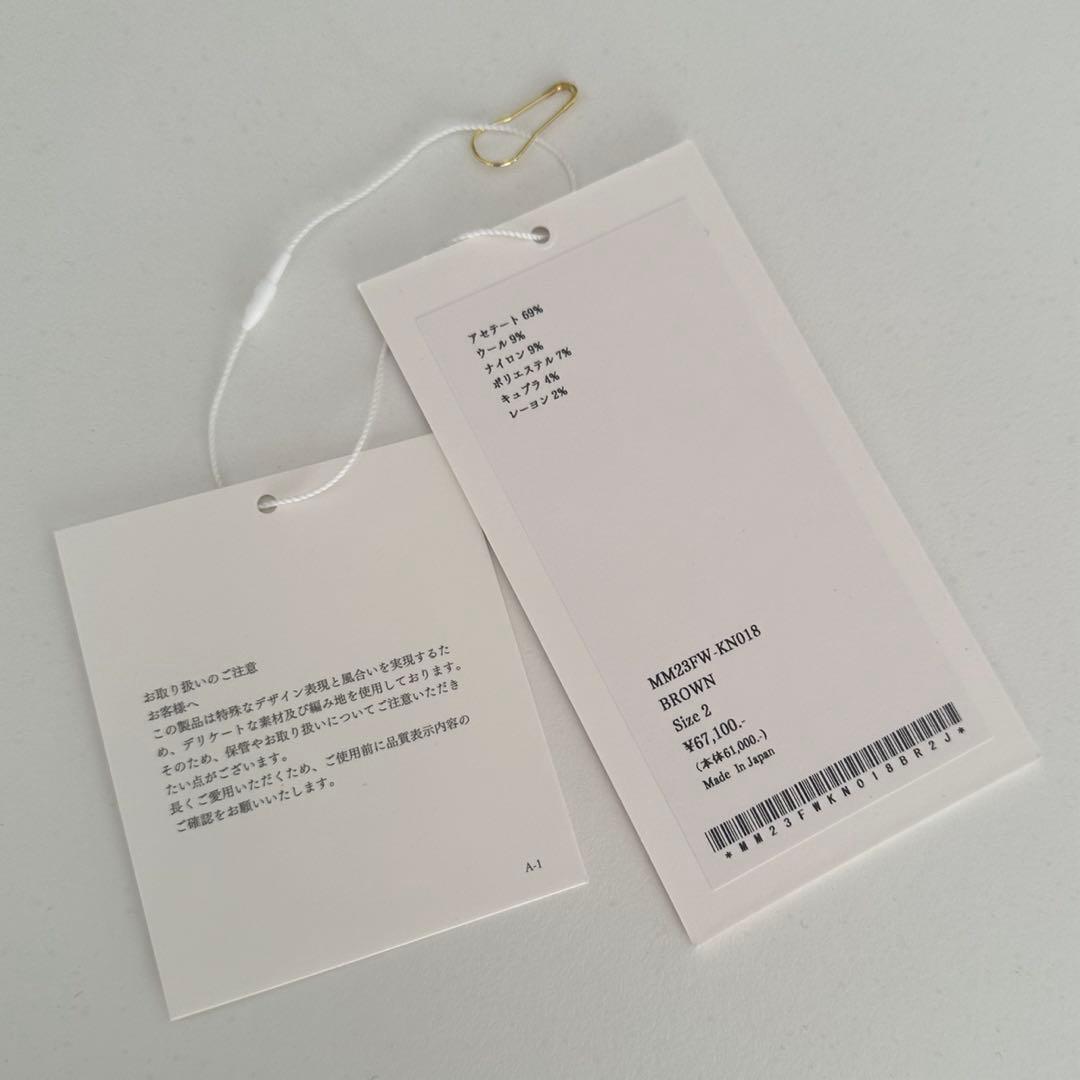 アセテート 69%
ウール 9%
ナイロン 9%
ポリエステル 7%
キュプラ 4%
レーヨン 2%
MM23FW-KN018
BROWN
Size 2
¥67,100.-
(本体61,000.-)
Made In Japan
*MM23FWKN018BR2J*
お取り扱いのご注意
お客様へ
この製品は特殊なデザイン表現と風合いを実現するた
め、デリケートな素材及び編み地を使用しております。
そのため、保管やお取り扱いについてご注意いただき
たい点がございます。
長くご愛用いただくため、ご使用前に品質表示内容の
ご確認をお願いいたします。
A-1